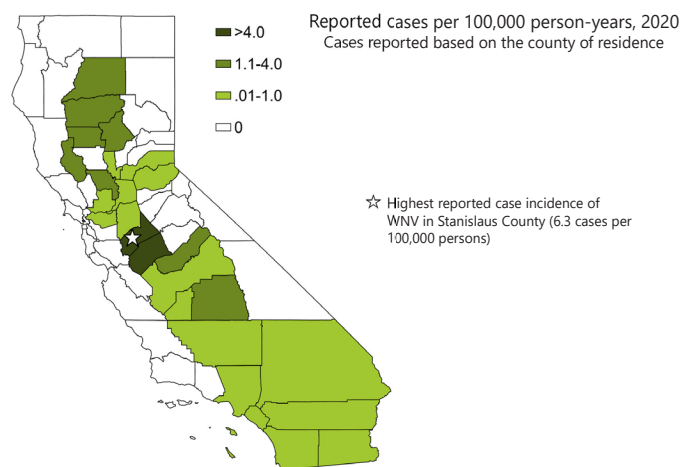 Reported cases per 100,000 person-years, 2020
Cases reported based on the county of residence
>4.0
1.1-4.0
.01-1.0
0
Highest reported case incidence of
WNV in Stanislaus County (6.3 cases per
100,000 persons)